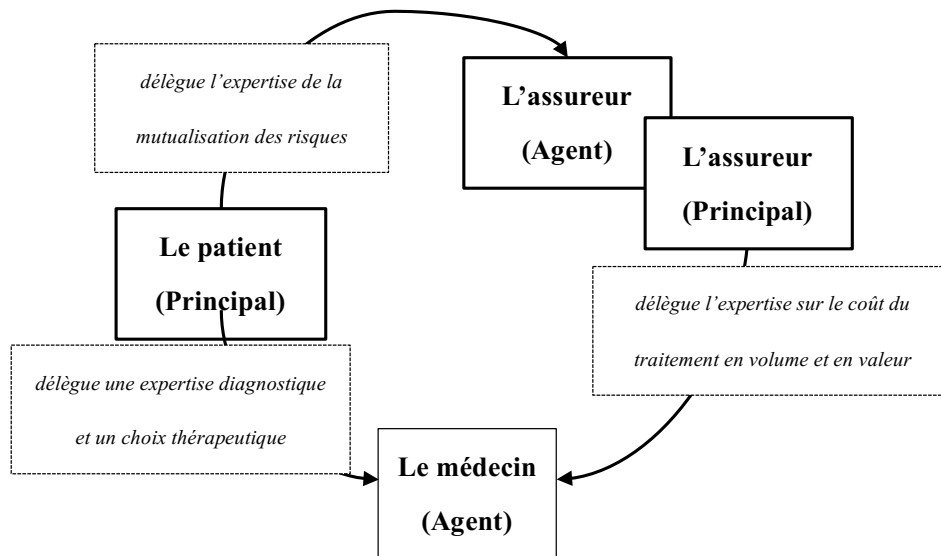 délègue l’expertise de la
mutualisation des risques
L’assureur
(Agent)
L’assureur
(Principal)
Le patient
(Principal)
délègue l’expertise sur le coût du
traitement en volume et en valeur
délègue une expertise diagnostique
et un choix thérapeutique
Le médecin
(Agent)